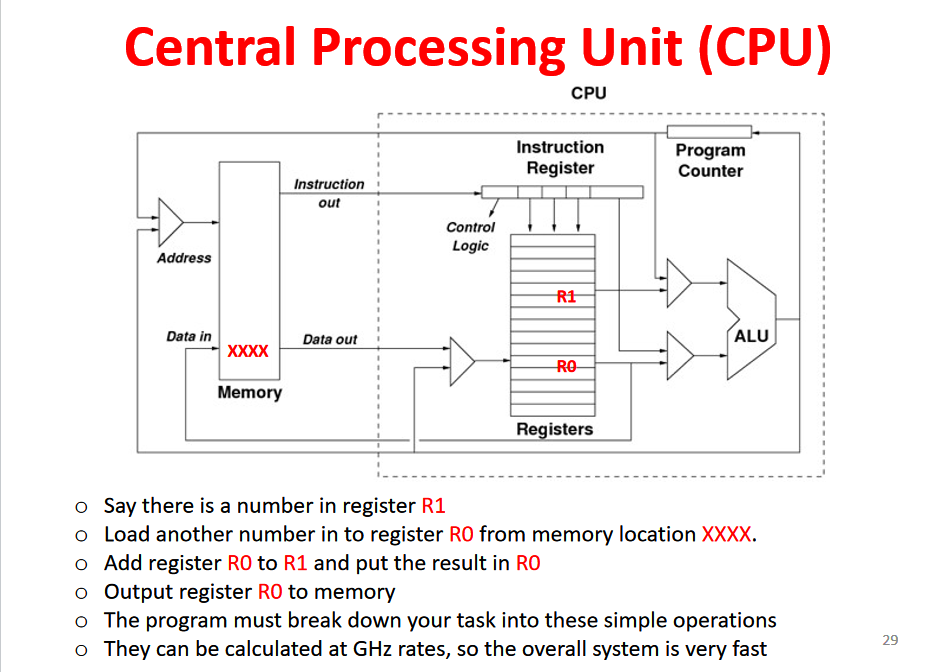 Central Processing Unit (CPU)
CPU
Instruction
Register
Program
Counter
Instruction
out
Control
Logic
Address
R1
Data in
Data out
XXXX
R0
ALU
Memory
Registers
o Say there is a number in register R1
o Load another number in to register R0 from memory location XXXX.
o Add register R0 to R1 and put the result in R0
o Output register R0 to memory
o The program must break down your task into these simple operations
o They can be calculated at GHz rates, so the overall system is very fast
29